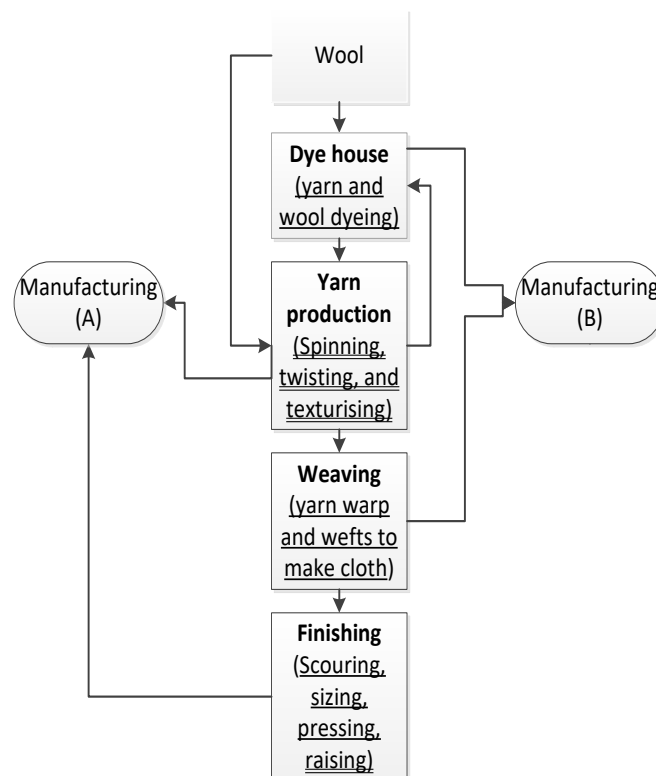 Wool
Dye house
(yarn and
wool dyeing)
Yarn
production
(Spinning,
twisting, and
texturising)
Manufacturing
(A)
Manufacturing
(B)
Weaving
(yarn warp
and wefts to
make cloth)
Finishing
(Scouring,
sizing,
pressing,
raising)